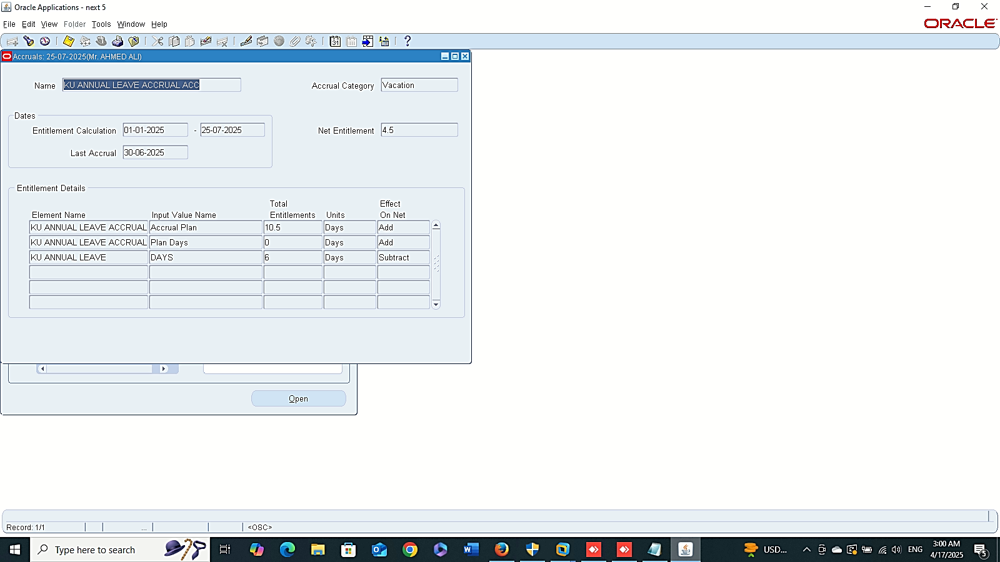 Oracle Applications - next 5
File Edit View Folder Tools Window Help
ORACLE
31
?
Accruals: 25-07-2025(Mr. AHMED ALI)
Name KU ANNUAL LEAVE ACCRUAL ACC Accrual Category Vacation
Dates
Entitlement Calculation 01-01-2025 - 25-07-2025 Net Entitlement 4.5
Last Accrual 30-06-2025
Entitlement Details
Total Effect
Element Name Input Value Name Entitlements Units On Net
KU ANNUAL LEAVE ACCRUAL Accrual Plan 10.5 Days Add
KU ANNUAL LEAVE ACCRUAL Plan Days 0 Days Add
KU ANNUAL LEAVE DAYS 6 Days Subtract
Open
Record: 1/1 ... <OSC>
Type here to search
USD...
ENG
3:00 AM
4/17/2025
5